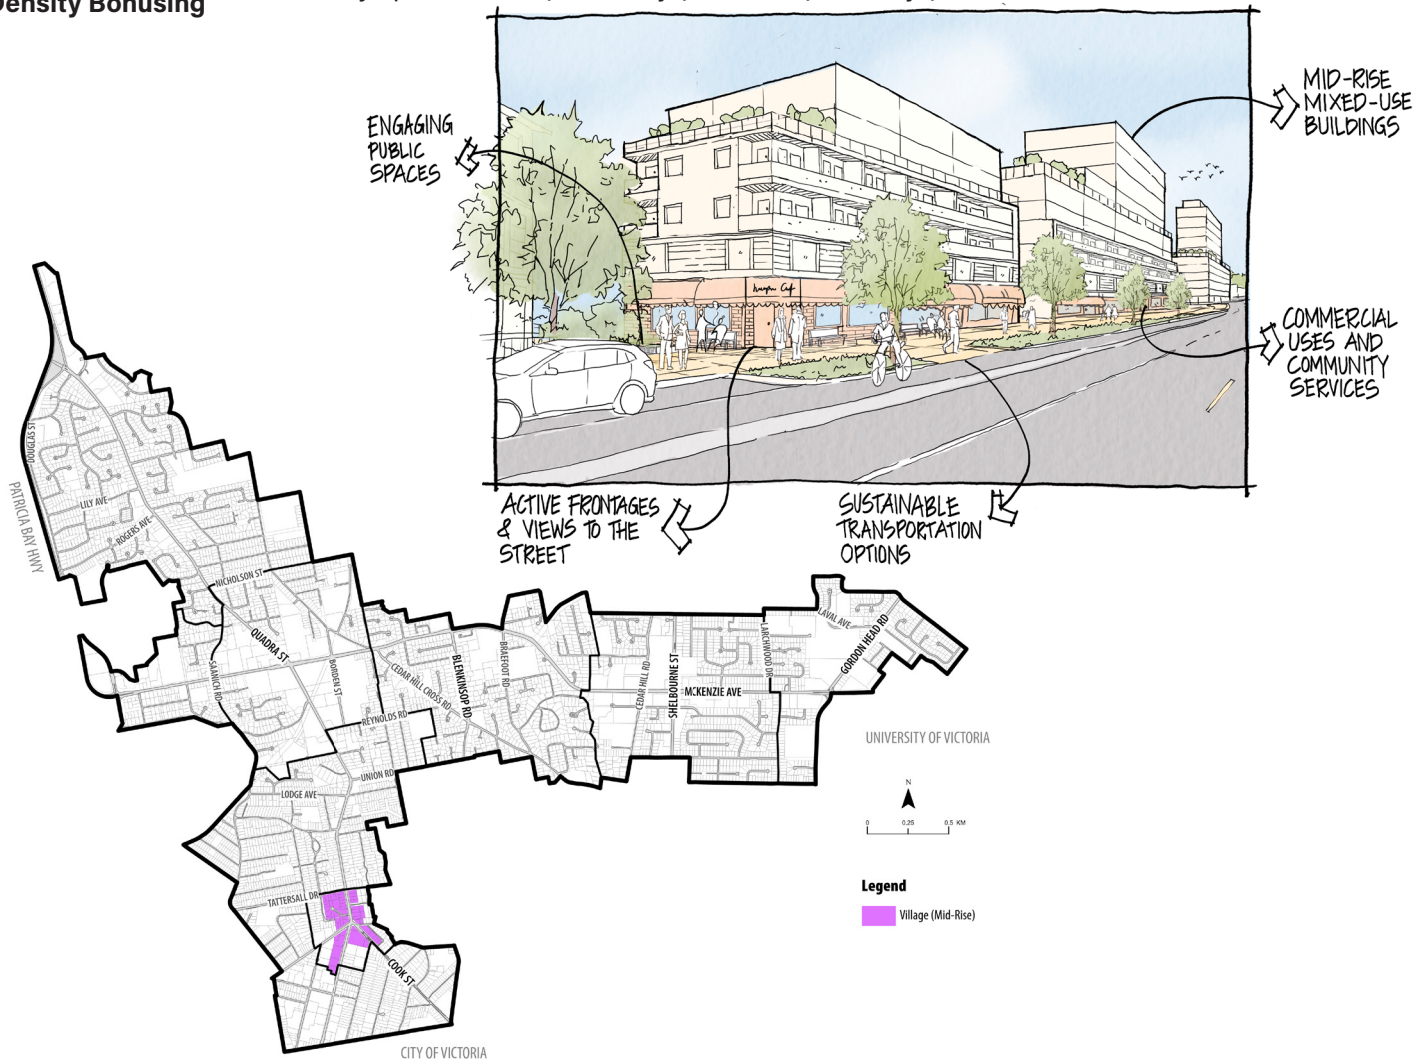 Density Bonusing
ENGAGING
PUBLIC
SPACES
MID-RISE
MIXED-USE
BUILDINGS
COMMERCIAL
USES AND
COMMUNITY
SERVICES
ACTIVE FRONTAGES
& VIEWS TO THE
STREET
SUSTAINABLE
TRANSPORTATION
OPTIONS
DOUGLAS ST
PATRICIA BAY HWY
LILY AVE
ROGERS AVE
NICHOLSON ST
QUADRA ST
SAANICH RD
BORDEN ST
CEDAR HILL CROSS RD
BLENKINSOP RD
BRAEFOOT RD
REYNOLDS RD
UNION RD
LODGE AVE
TATTERSALL DR
COOK ST
CITY OF VICTORIA
CEDAR HILL RD
SHELBOURNE ST
MCKENZIE AVE
LARCHWOOD DR
LAVAL AVE
GORDON HEAD RD
UNIVERSITY OF VICTORIA
N
0 0.25 0.5 KM
Legend
Village (Mid-Rise)